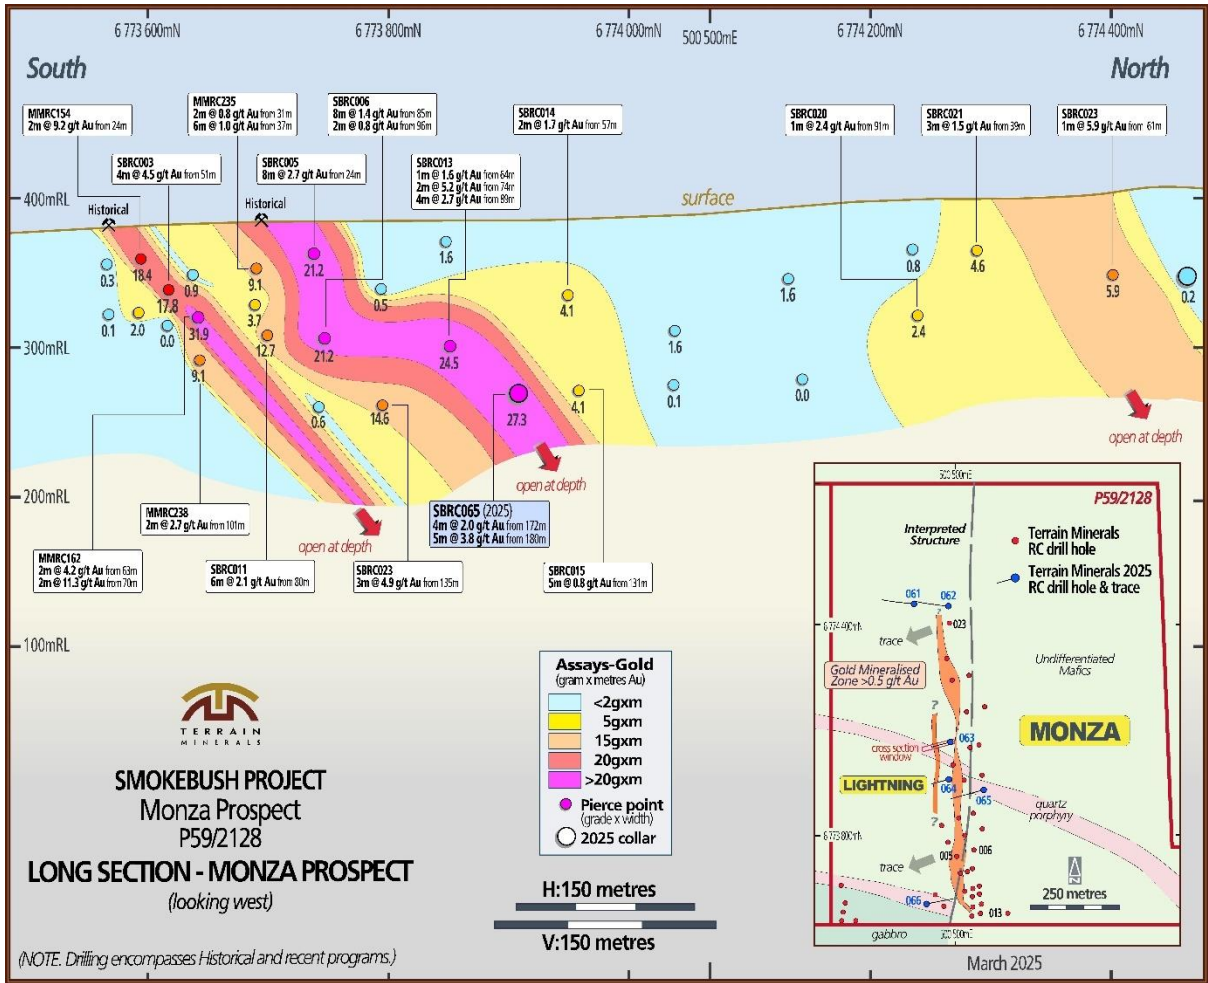 6 773 600mN
6 773 800mN
6 774 000mN
500 500mE
6 774 200mN
6 774 400mN
South
North
MMRC154
2m @ 9.2 g/t Au from 24m
SBRC003
4m @ 4.5 g/t Au from 51m
MMRC235
2m @ 0.8 g/t Au from 31m
6m @ 1.0 g/t Au from 37m
SBRC005
8m @ 2.7 g/t Au from 24m
SBRC006
8m @ 1.4 g/t Au from 85m
2m @ 0.8 g/t Au from 96m
SBRC013
1m @ 1.6 g/t Au from 64m
2m @ 5.2 g/t Au from 74m
4m @ 2.7 g/t Au from 89m
SBRC014
2m @ 1.7 g/t Au from 57m
SBRC020
1m @ 2.4 g/t Au from 91m
SBRC021
3m @ 1.5 g/t Au from 39m
SBRC023
1m @ 5.9 g/t Au from 61m
400mRL
Historical
Historical
surface
0.3
18.4
0.9
9.1
21.2
1.6
0.5
4.1
1.6
0.8
4.6
5.9
0.2
17.8
0.1
2.0
0.0
31.9
3.7
12.7
21.2
24.5
1.6
2.4
300mRL
9.1
0.6
14.6
27.3
4.1
0.1
0.0
200mRL
open at depth
open at depth
open at depth
MMRC238
2m @ 2.7 g/t Au from 101m
MMRC162
2m @ 4.2 g/t Au from 63m
2m @ 11.3 g/t Au from 70m
SBRC011
6m @ 2.1 g/t Au from 80m
SBRC023
3m @ 4.9 g/t Au from 135m
SBRC065 (2025)
4m @ 2.0 g/t Au from 172m
5m @ 3.8 g/t Au from 180m
SBRC015
5m @ 0.8 g/t Au from 131m
100mRL
TERRAIN
MINERALS
SMOKEBUSH PROJECT
Monza Prospect
P59/2128
LONG SECTION - MONZA PROSPECT
(looking west)
(NOTE. Drilling encompasses Historical and recent programs.)
Assays-Gold
(gram x metres Au)
<2gxm
5gxm
15gxm
20gxm
>20gxm
Pierce point
(grade x width)
2025 collar
H:150 metres
V:150 metres
500 500mE
P59/2128
Interpreted
Structure
Terrain Minerals
RC drill hole
Terrain Minerals 2025
RC drill hole & trace
061
062
?
6 774 400mN
023
trace
Undifferentiated
Mafics
Gold Mineralised
Zone >0.5 g/t Au
?
MONZA
063
cross section
window
LIGHTNING
064
065
quartz
porphyry
?
6 773 800mN
005
006
trace
N
250 metres
066
013
gabbro
500 500mE
March 2025